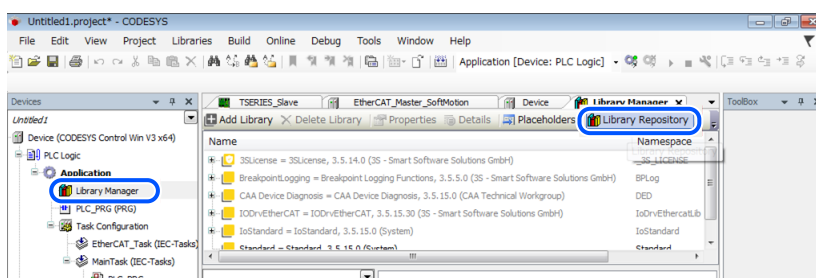 Untitled1.project* - CODESYS
File Edit View Project Libraries Build Online Debug Tools Window Help
Application [Device: PLC Logic]
Devices
TSERIES_Slave EtherCAT_Master_SoftMotion Device Library Manager x ToolBox
Untitled1
Add Library Delete Library Properties Details Placeholders Library Repository
Device (CODESYS Control Win V3 x64)
Name Namespace
PLC Logic
3SLicense = 3SLicense, 3.5.14.0 (3S - Smart Software Solutions GmbH) _3S_LICENSE
Application
BreakpointLogging = Breakpoint Logging Functions, 3.5.5.0 (3S - Smart Software Solutions GmbH) BPLog
Library Manager
CAA Device Diagnosis = CAA Device Diagnosis, 3.5.15.0 (CAA Technical Workgroup) DED
PLC_PRG (PRG)
IODrvEtherCAT = IODrvEtherCAT, 3.5.15.30 (3S - Smart Software Solutions GmbH) IoDrvEthercatLib
Task Configuration
IoStandard = IoStandard, 3.5.15.0 (System) IoStandard
EtherCAT_Task (IEC-Tasks)
Standard = Standard, 3.5.15.0 (System) Standard
MainTask (IEC-Tasks)
PLC_PRG